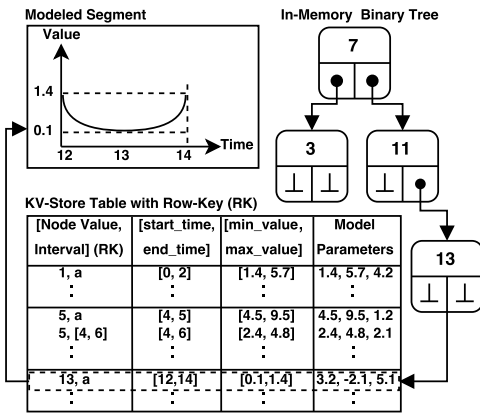 Modeled Segment
Value
1.4
0.1
12 13 14
Time
In-Memory Binary Tree
7
3
11
⊥ ⊥
⊥
13
⊥ ⊥
KV-Store Table with Row-Key (RK)
[Node Value, Interval] (RK)
[start_time, end_time]
[min_value, max_value]
Model Parameters
1, a [0, 2] [1.4, 5.7] 1.4, 5.7, 4.2
: : : :
5, a [4, 5] [4.5, 9.5] 4.5, 9.5, 1.2
5, [4, 6] [4, 6] [2.4, 4.8] 2.4, 4.8, 2.1
: : : :
13, a [12,14] [0.1,1.4] 3.2, -2.1, 5.1
: : : :